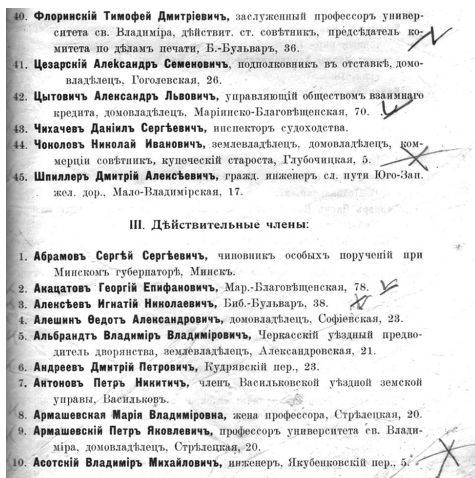 40. Флоринскій Тимофей Дмитріевичъ, заслуженный профессоръ универ-
ситета св. Владиміра, дѣйствит. ст. совѣтникъ, предсѣдатель ко-
митета по дѣламъ печати, Б.-Бульваръ, 36.
41. Цезарскій Александръ Семеновичъ, подполковникъ въ отставкѣ, домо-
владѣлецъ, Гоголевская, 26.
42. Цытовичъ Александръ Львовичъ, управляющій обществомъ взаимнаго
кредита, домовладѣлецъ, Маріинско-Благовѣщенская, 70.
43. Чихачевъ Даніилъ Сергѣевичъ, инспекторъ судоходства.
44. Чоколовъ Николай Ивановичъ, землевладѣлецъ, домовладѣлецъ, ком-
мерціи совѣтникъ, купеческій староста, Глубочицкая, 5.
45. Шпиллеръ Дмитрій Алексѣевичъ, гражд. инженеръ сл. пути Юго-Зап.
жел. дор., Мало-Владимірская, 17.
III. Дѣйствительные члены:
1. Абрамовъ Сергѣй Сергѣевичъ, чиновникъ особыхъ порученій при
Минскомъ губернаторѣ, Минскъ.
2. Анацатовъ Георгій Епифановичъ, Мар.-Благовѣщенская, 78.
3. Алексѣевъ Игнатій Николаевичъ, Биб.-Бульваръ, 38.
4. Алешинъ Ѳедотъ Александровичъ, домовладѣлецъ, Софіевская, 23.
5. Альбрандтъ Владиміръ Владиміровичъ, Черкасскій уѣздный предво-
дитель дворянства, землевладѣлецъ, Александровская, 21.
6. Андреевъ Дмитрій Петровичъ, Кудрявскій пер., 23.
7. Антоновъ Петръ Никитичъ, членъ Васильковской уѣздной земской
управы, Васильковъ.
8. Армашевская Марія Владиміровна, жена профессора, Стрѣлецкая, 20.
9. Армашевскій Петръ Яковлевичъ, профессоръ университета св. Влади-
міра, домовладѣлецъ, Стрѣлецкая, 20.
10. Асотскій Владиміръ Михайловичъ, инженеръ, Якубенковскій пер., 5.